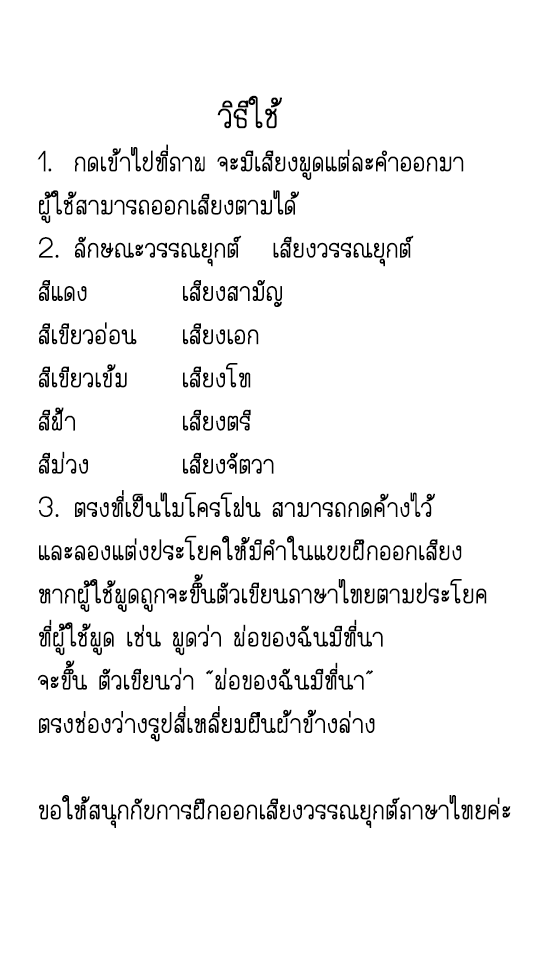 วิธีใช้
1. กดเข้าไปที่ภาพ จะมีเสียงพูดแต่ละคำออกมา
ผู้ใช้สามารถออกเสียงตามได้
2. ลักษณะวรรณยุกต์ เสียงวรรณยุกต์
สีแดง เสียงสามัญ
สีเขียวอ่อน เสียงเอก
สีเขียวเข้ม เสียงโท
สีฟ้า เสียงตรี
สีม่วง เสียงจัตวา
3. ตรงที่เป็นไมโครโฟน สามารถกดค้างไว้
และลองแต่งประโยคให้มีคำในแบบฝึกออกเสียง
หากผู้ใช้พูดถูกจะขึ้นตัวเขียนภาษาไทยตามประโยค
ที่ผู้ใช้พูด เช่น พูดว่า พ่อของฉันมีที่นา
จะขึ้น ตัวเขียนว่า "พ่อของฉันมีที่นา"
ตรงช่องว่างรูปสี่เหลี่ยมผืนผ้าข้างล่าง
ขอให้สนุกกับการฝึกออกเสียงวรรณยุกต์ภาษาไทยค่ะ